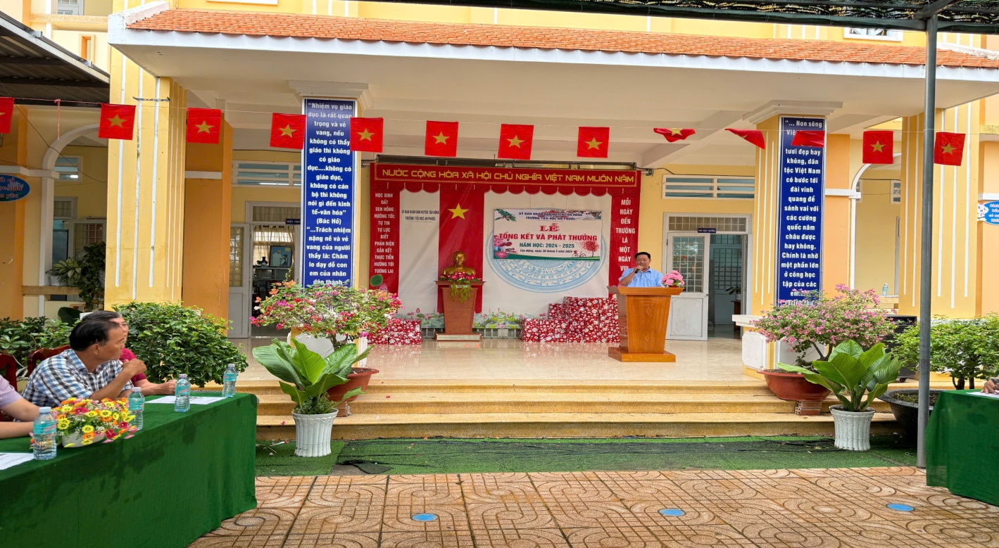 "Nhiệm vụ giáo
dục là rất quan
trọng và vẻ
vang, nếu
không có thầy
giáo thì không
có giáo
dục....không
có giáo dục,
không có cán
bộ thì không
nói gì đến kinh
tế-văn hóa"
(Bác Hồ)
"...Trách nhiệm
nặng nề và vẻ
vang của người
thầy là: Chăm
lo dạy dỗ con
em của nhân
dân thành
NƯỚC CỘNG HÒA XÃ HỘI CHỦ NGHĨA VIỆT NAM MUÔN NĂM
HỌC SINH
ĐẤT
SEN HỒNG
HƯỚNG TỚI:
TỰ TIN
TỰ LỰC
BIẾT
PHẢN BIỆN
GẮN KẾT
THỰC TIỄN
HƯỚNG TỚI
TƯƠNG LAI
ỦY BAN NHÂN DÂN HUYỆN TÂN HỒNG
TRƯỜNG TIỂU HỌC AN PHƯỚC
ỦY BAN NHÂN DÂN HUYỆN TÂN HỒNG
TRƯỜNG TIỂU HỌC AN PHƯỚC
LỄ
TỔNG KẾT VÀ PHÁT THƯỞNG
NĂM HỌC: 2024 - 2025
Tân Hồng, ngày 30 tháng 5 năm 2025
MỖI
NGÀY
ĐẾN
TRƯỜNG
LÀ
MỘT
NGÀY
VUI
"... Non sông
Việt
tươi đẹp hay
không, dân
tộc Việt Nam
có bước tới
đài vinh
quang để
sánh vai với
các cường
quốc năm
châu được
hay không.
Chính là nhờ
một phần lớn
ở công học
tập của các
em...